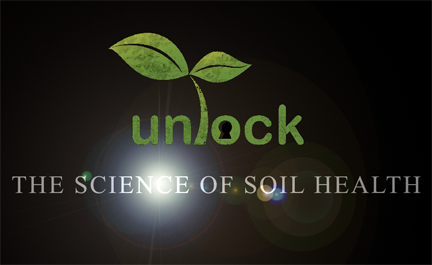 unlock
THE SCIENCE OF SOIL HEALTH